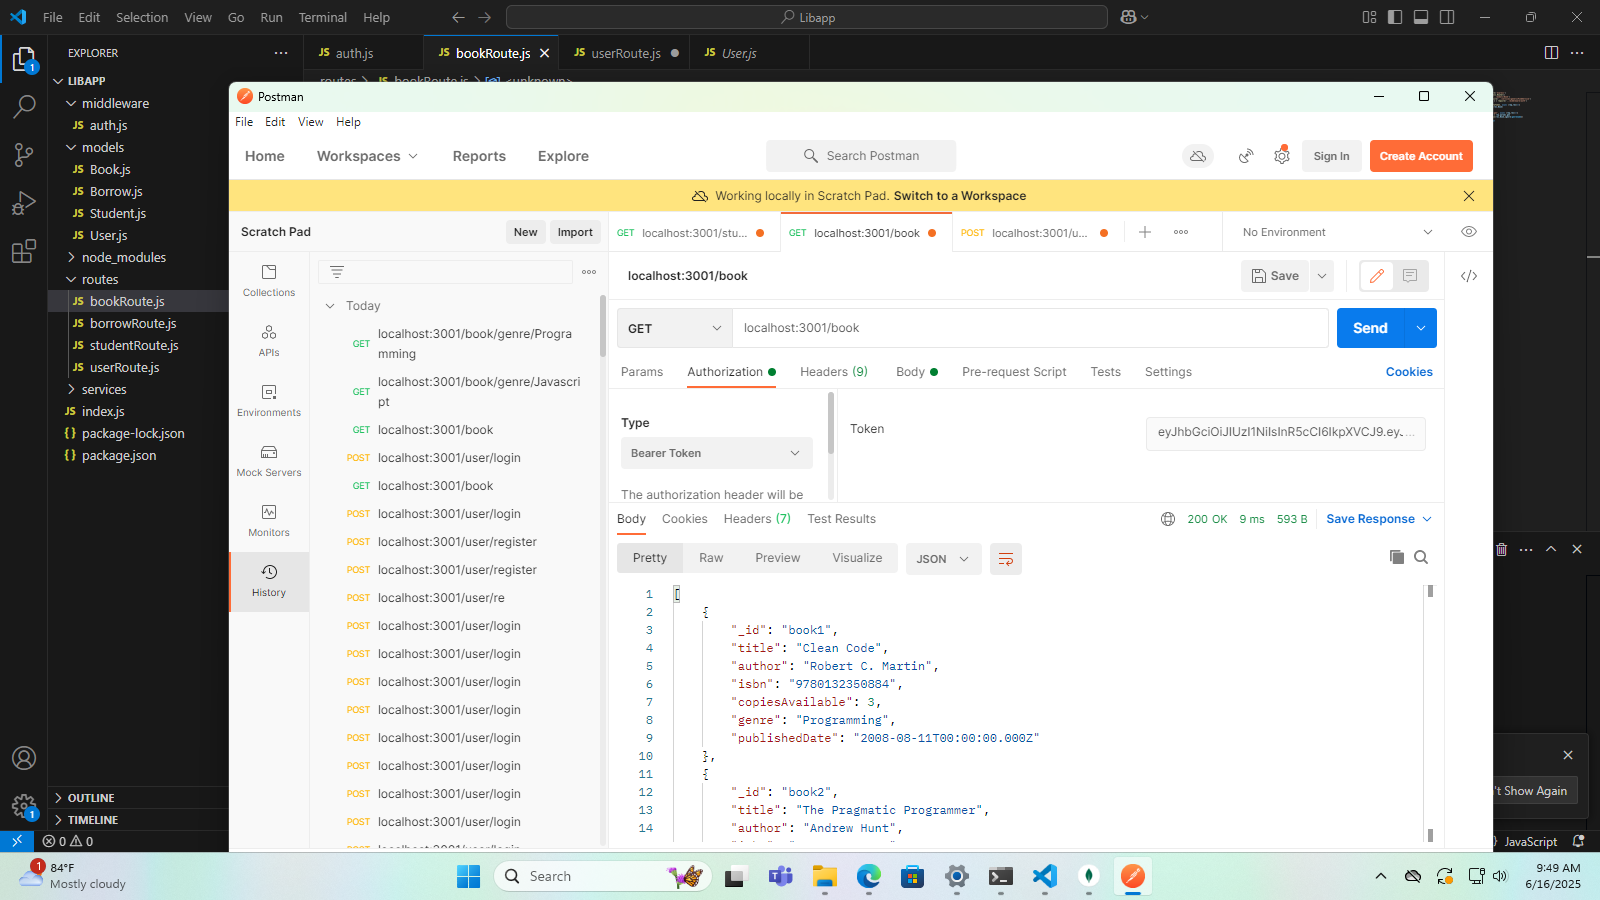 File Edit Selection View Go Run Terminal Help
Libapp
EXPLORER
JS auth.js
JS bookRoute.js
JS userRoute.js
JS User.js
LIBAPP
middleware
JS auth.js
models
JS Book.js
JS Borrow.js
JS Student.js
JS User.js
node_modules
routes
JS bookRoute.js
JS borrowRoute.js
JS studentRoute.js
JS userRoute.js
services
JS index.js
{} package-lock.json
{} package.json
OUTLINE
TIMELINE
0 0
1
1
Postman
File Edit View Help
Home Workspaces Reports Explore
Search Postman
Sign In
Create Account
Working locally in Scratch Pad. Switch to a Workspace
Scratch Pad
New
Import
GET localhost:3001/stu...
GET localhost:3001/book
POST localhost:3001/u...
No Environment
Collections
APIs
Environments
Mock Servers
Monitors
History
Today
GET localhost:3001/book/genre/Progra
mming
GET localhost:3001/book/genre/Javascri
pt
GET localhost:3001/book
POST localhost:3001/user/login
GET localhost:3001/book
POST localhost:3001/user/login
POST localhost:3001/user/register
POST localhost:3001/user/register
POST localhost:3001/user/re
POST localhost:3001/user/login
POST localhost:3001/user/login
POST localhost:3001/user/login
POST localhost:3001/user/login
POST localhost:3001/user/login
POST localhost:3001/user/login
POST localhost:3001/user/login
POST localhost:3001/user/login
localhost:3001/book
Save
</>
GET
localhost:3001/book
Send
Params Authorization Headers (9) Body Pre-request Script Tests Settings
Cookies
Type
Bearer Token
The authorization header will be
Token
Body Cookies Headers (7) Test Results
200 OK 9 ms 593 B
Save Response
Pretty Raw Preview Visualize
JSON
1 [
2 {
3 "_id": "book1",
4 "title": "Clean Code",
5 "author": "Robert C. Martin",
6 "isbn": "9780132350884",
7 "copiesAvailable": 3,
8 "genre": "Programming",
9 "publishedDate": "2008-08-11T00:00:00.000Z"
10 },
11 {
12 "_id": "book2",
13 "title": "The Pragmatic Programmer",
14 "author": "Andrew Hunt",
't Show Again
JavaScript
1
84°F
Mostly cloudy
Search
9:49 AM
6/16/2025